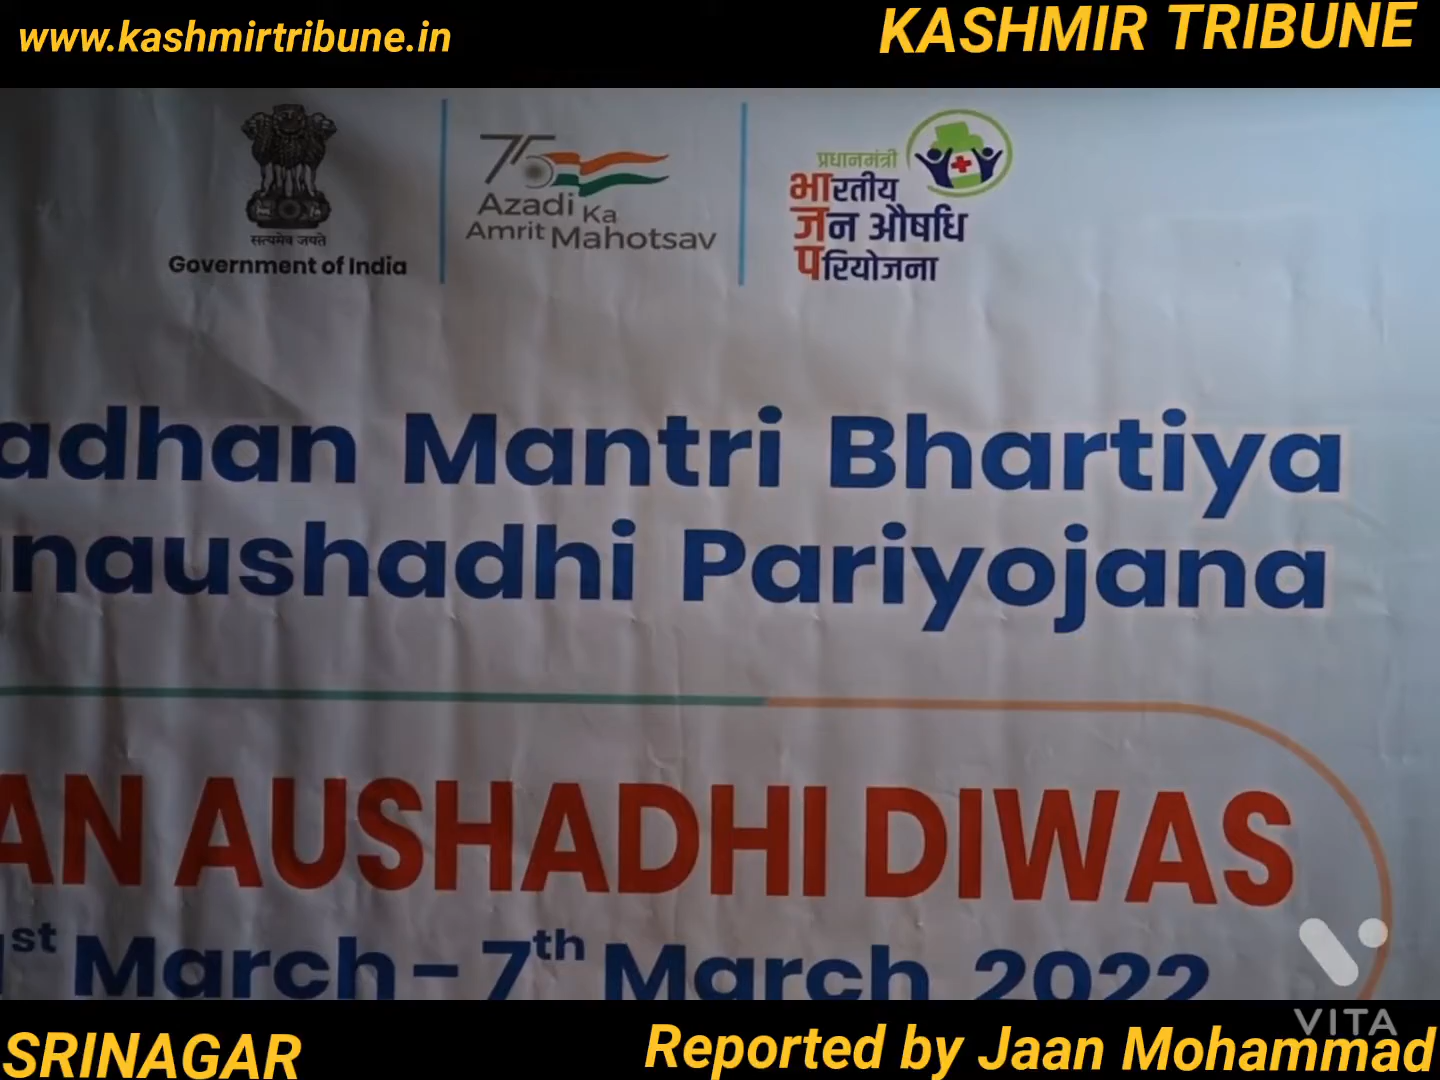 www.kashmirtribune.in
KASHMIR TRIBUNE
सत्यमेव जयते
Government of India
75
Azadi Ka
Amrit Mahotsav
प्रधानमंत्री
भारतीय
जन औषधि
परियोजना
adhan Mantri Bhartiya
naushadhi Pariyojana
AN AUSHADHI DIWAS
1st March - 7th March 2022
VITA
SRINAGAR
Reported by Jaan Mohammad